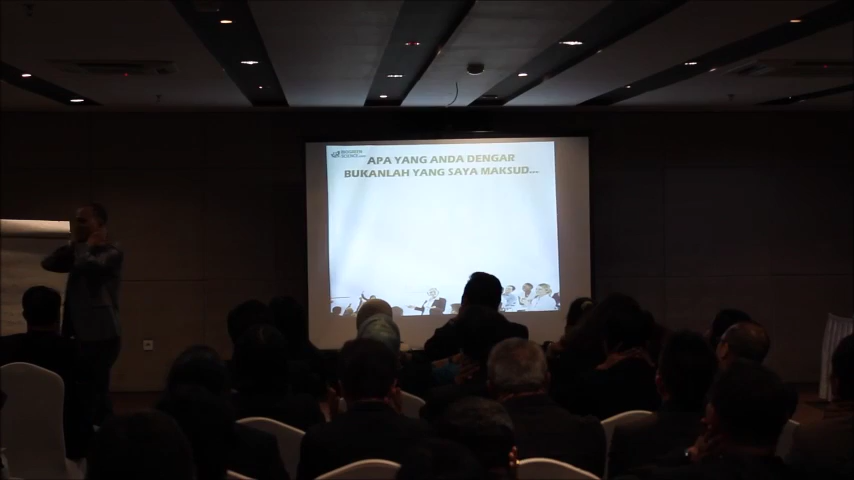 APA YANG ANDA DENGAR
BUKANLAH YANG SAYA MAKSUD...